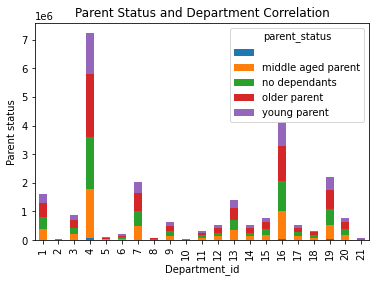 Parent Status and Department Correlation
1e6
parent_status
middle aged parent
no dependants
older parent
young parent
7
6
5
4
3
2
1
0
Parent status
1 2 3 4 5 6 7 8 9 10 11 12 13 14 15 16 17 18 19 20 21
Department_id